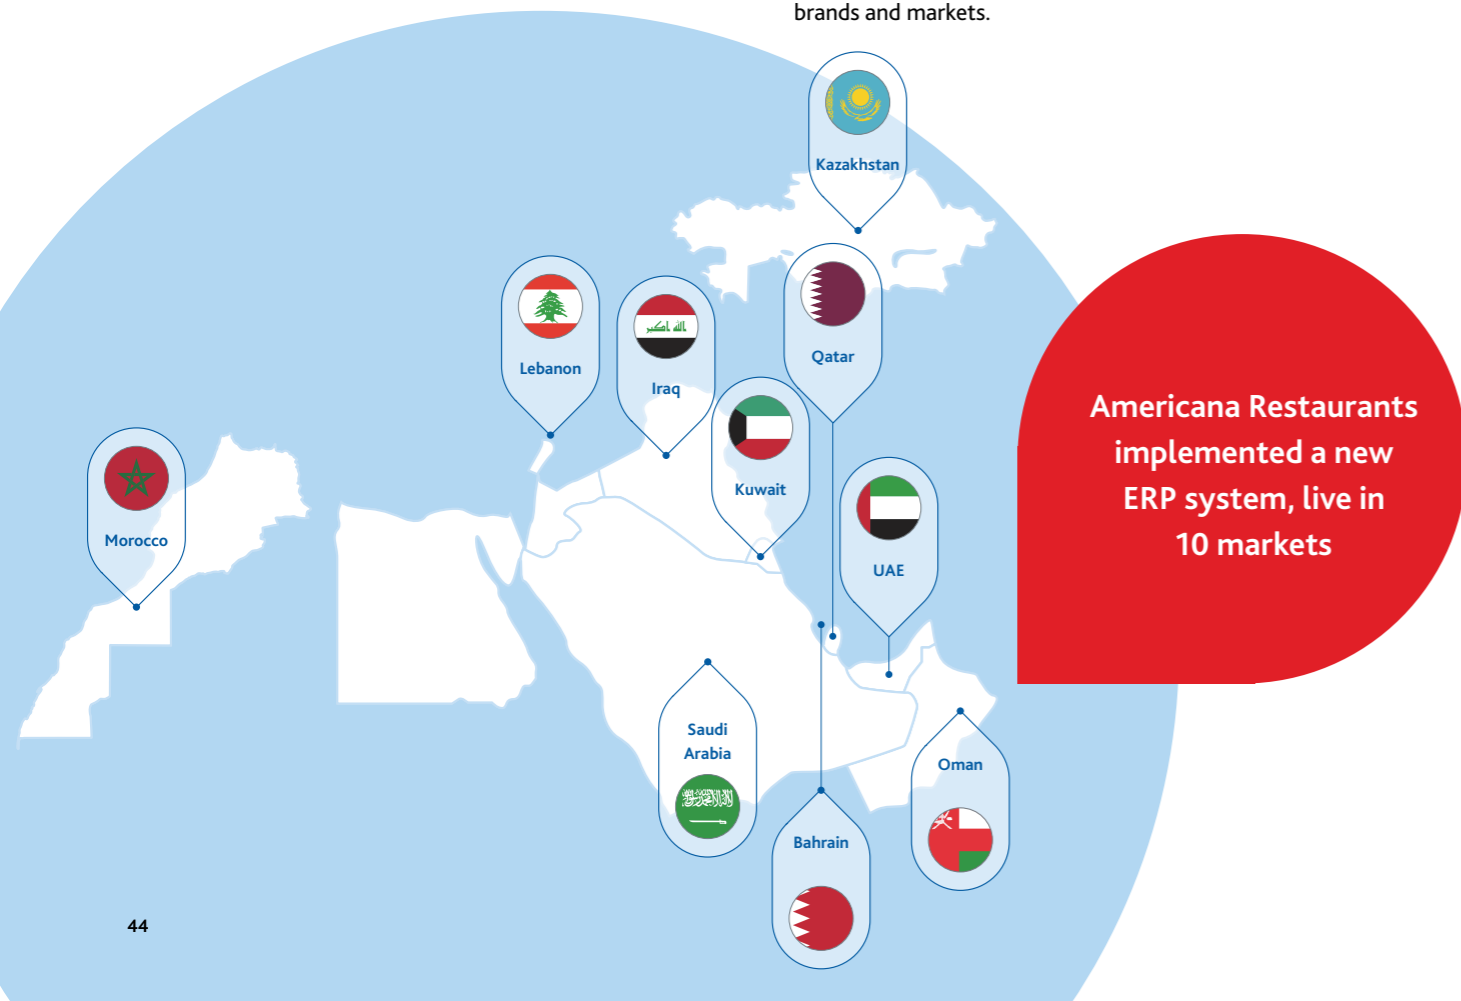 brands and markets.
Kazakhstan
Qatar
Lebanon
Iraq
Kuwait
Morocco
UAE
Americana Restaurants
implemented a new
ERP system, live in
10 markets
Saudi
Arabia
Oman
Bahrain
44